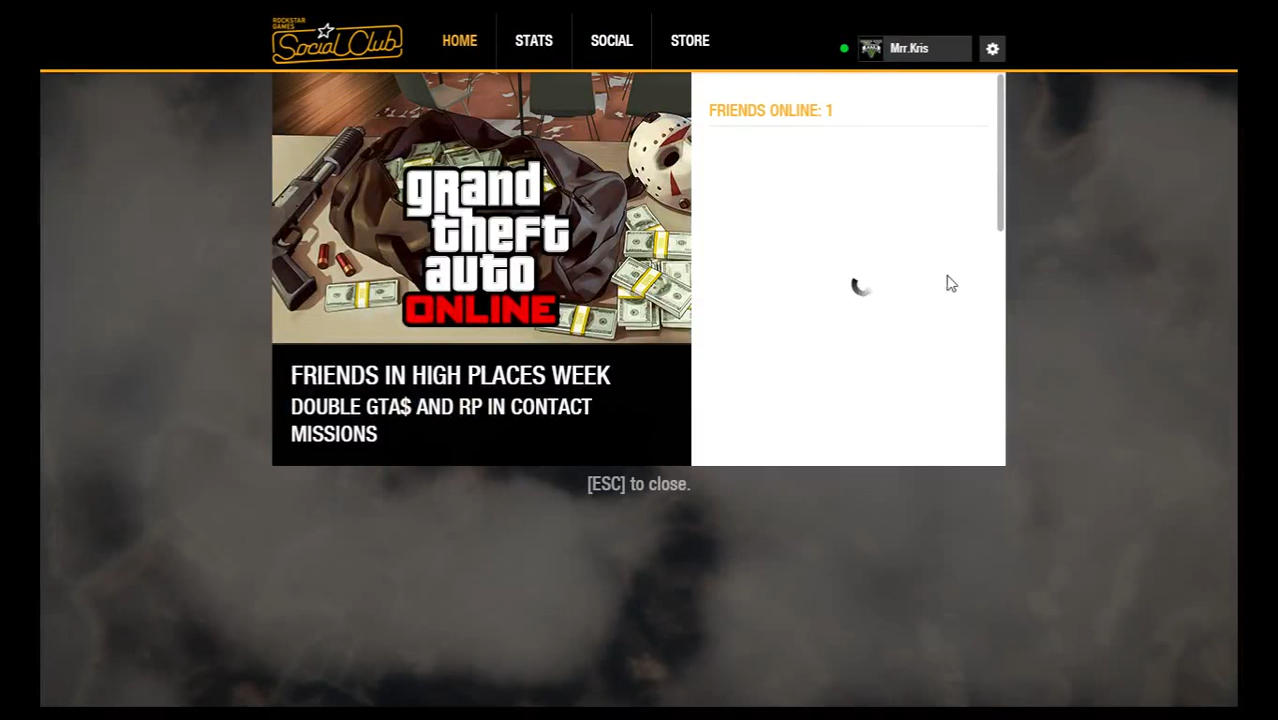 ROCKSTAR
GAMES
Social Club
HOME
STATS
SOCIAL
STORE
Mrr.Kris
FRIENDS ONLINE: 1
grand
theft
auto
ONLINE
FRIENDS IN HIGH PLACES WEEK
DOUBLE GTA$ AND RP IN CONTACT
MISSIONS
[ESC] to close.